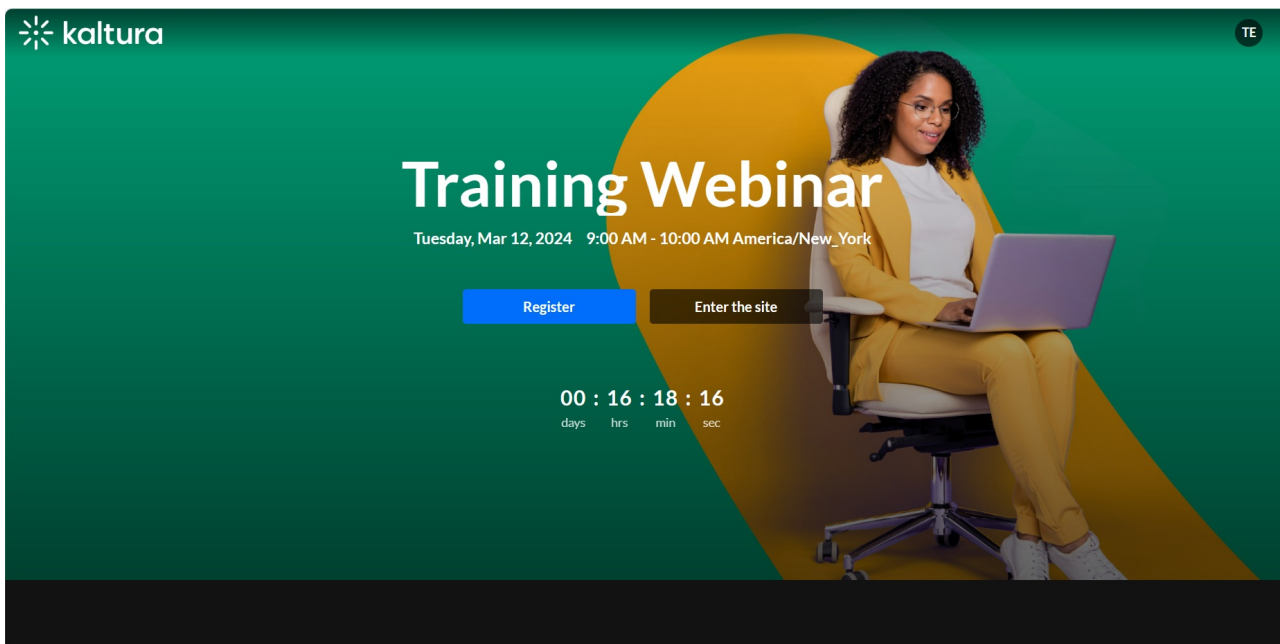 kaltura
TE
Training Webinar
Tuesday, Mar 12, 2024 9:00 AM - 10:00 AM America/New_York
Register Enter the site
00 : 16 : 18 : 16
days hrs min sec